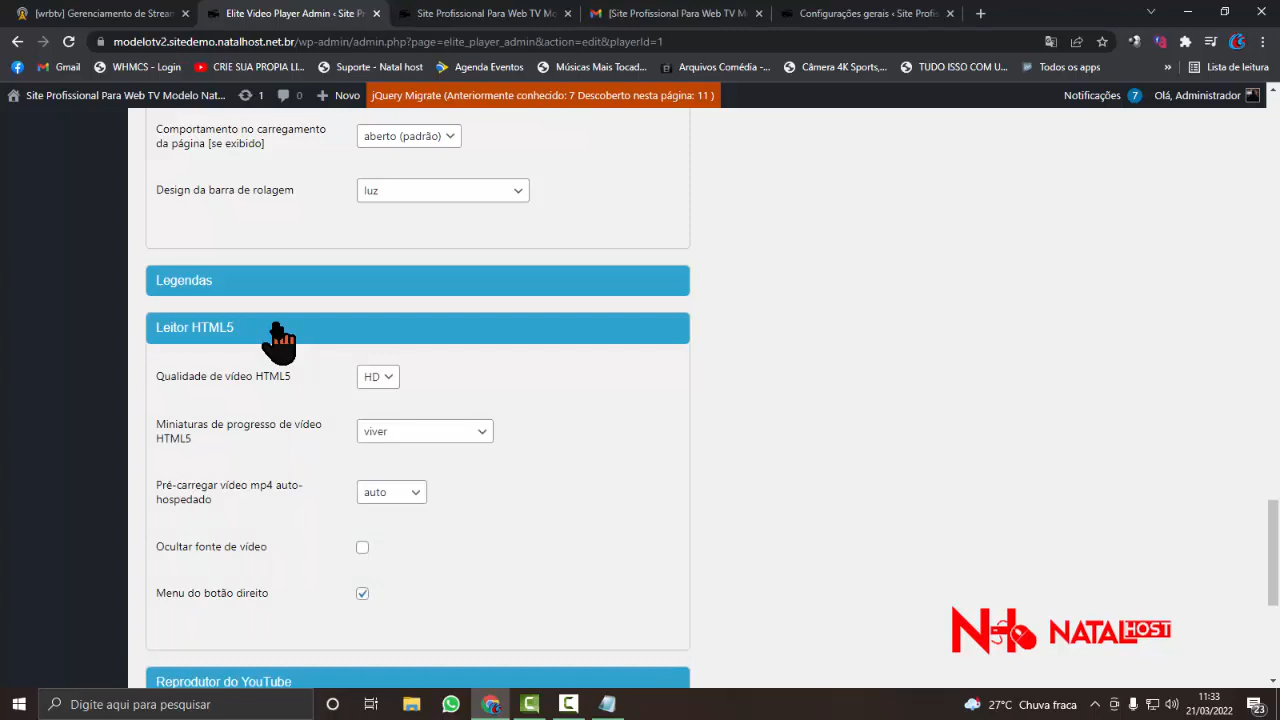 [wrbtv] Gerenciamento de Stream
Elite Video Player Admin ‹ Site P
Site Profissional Para Web TV Mo
[Site Profissional Para Web TV M
Configurações gerais ‹ Site Profis
modelotv2.sitedemo.natalhost.net.br/wp-admin/admin.php?page=elite_player_admin&action=edit&playerId=1
Gmail
WHMCS - Login
CRIE SUA PROPIA LI...
Suporte - Natal host
Agenda Eventos
Músicas Mais Tocad...
Arquivos Comédia -...
Câmera 4K Sports,...
TUDO ISSO COM U...
Todos os apps
»
Lista de leitura
Site Profissional Para Web TV Modelo Nat...
1
0
Novo
jQuery Migrate (Anteriormente conhecido: 7 Descoberto nesta página: 11 )
Notificações 7
Olá, Administrador
Comportamento no carregamento
da página [se exibido]
aberto (padrão)
Design da barra de rolagem
luz
Legendas
Leitor HTML5
Qualidade de vídeo HTML5
HD
Miniaturas de progresso de vídeo
HTML5
viver
Pré-carregar vídeo mp4 auto-
hospedado
auto
Ocultar fonte de vídeo
Menu do botão direito
NATALHOST
Reprodutor do YouTube
Digite aqui para pesquisar
27°C Chuva fraca
11:33
21/03/2022
23